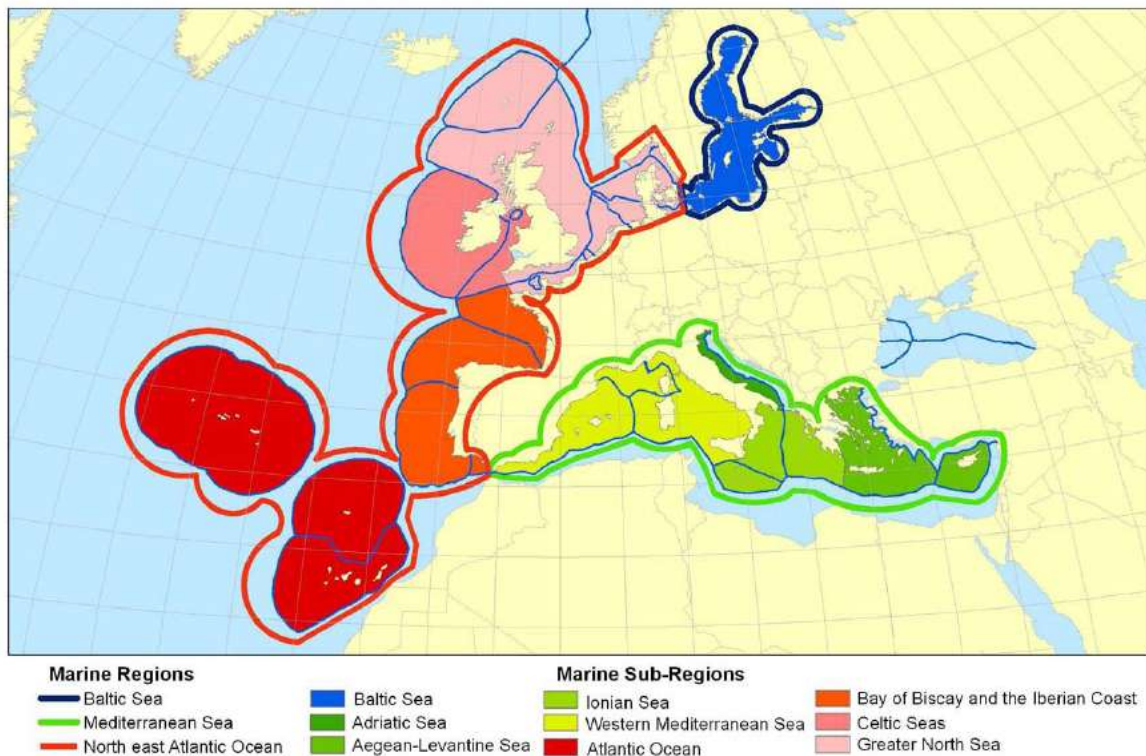 Marine Regions
Baltic Sea
Mediterranean Sea
North east Atlantic Ocean
Marine Sub-Regions
Baltic Sea
Adriatic Sea
Aegean-Levantine Sea
Ionian Sea
Western Mediterranean Sea
Atlantic Ocean
Bay of Biscay and the Iberian Coast
Celtic Seas
Greater North Sea